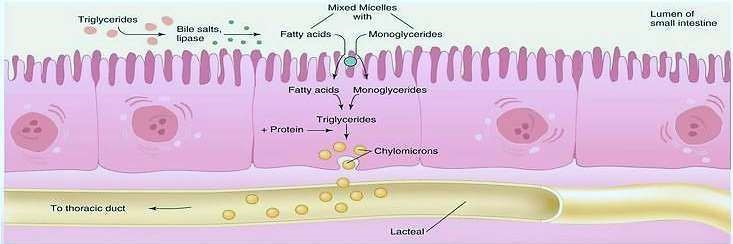 Mixed Micelles
with
Triglycerides
Bile salts,
lipase
Fatty acids
Monoglycerides
Lumen of
small intestine
Fatty acids
Monoglycerides
Triglycerides
+ Protein
Chylomicrons
To thoracic duct
Lacteal